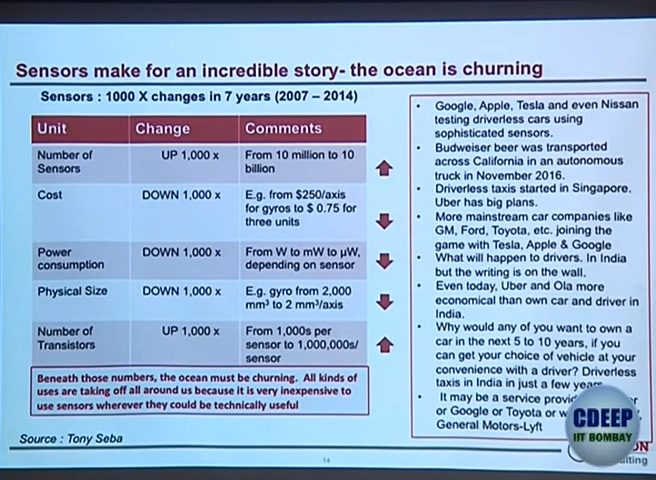 Sensors make for an incredible story- the ocean is churning
Sensors : 1000 X changes in 7 years (2007 – 2014)
Unit Change Comments
Number of Sensors UP 1,000 x From 10 million to 10 billion
Cost DOWN 1,000 x E.g. from $250/axis for gyros to $ 0.75 for three units
Power consumption DOWN 1,000 x From W to mW to µW, depending on sensor
Physical Size DOWN 1,000 x E.g. gyro from 2,000 mm³ to 2 mm³/axis
Number of Transistors UP 1,000 x From 1,000s per sensor to 1,000,000s/ sensor
Beneath those numbers, the ocean must be churning. All kinds of
uses are taking off all around us because it is very inexpensive to
use sensors wherever they could be technically useful
Source : Tony Seba
• Google, Apple, Tesla and even Nissan
testing driverless cars using
sophisticated sensors.
• Budweiser beer was transported
across California in an autonomous
truck in November 2016.
• Driverless taxis started in Singapore.
Uber has big plans.
• More mainstream car companies like
GM, Ford, Toyota, etc. joining the
game with Tesla, Apple & Google
• What will happen to drivers. In India
but the writing is on the wall.
• Even today, Uber and Ola more
economical than own car and driver in
India.
• Why would any of you want to own a
car in the next 5 to 10 years, if you
can get your choice of vehicle at your
convenience with a driver? Driverless
taxis in India in just a few years
• It may be a service
or Google or Toyota or
General Motors-Lyft
14
CDEEP
IIT BOMBAY